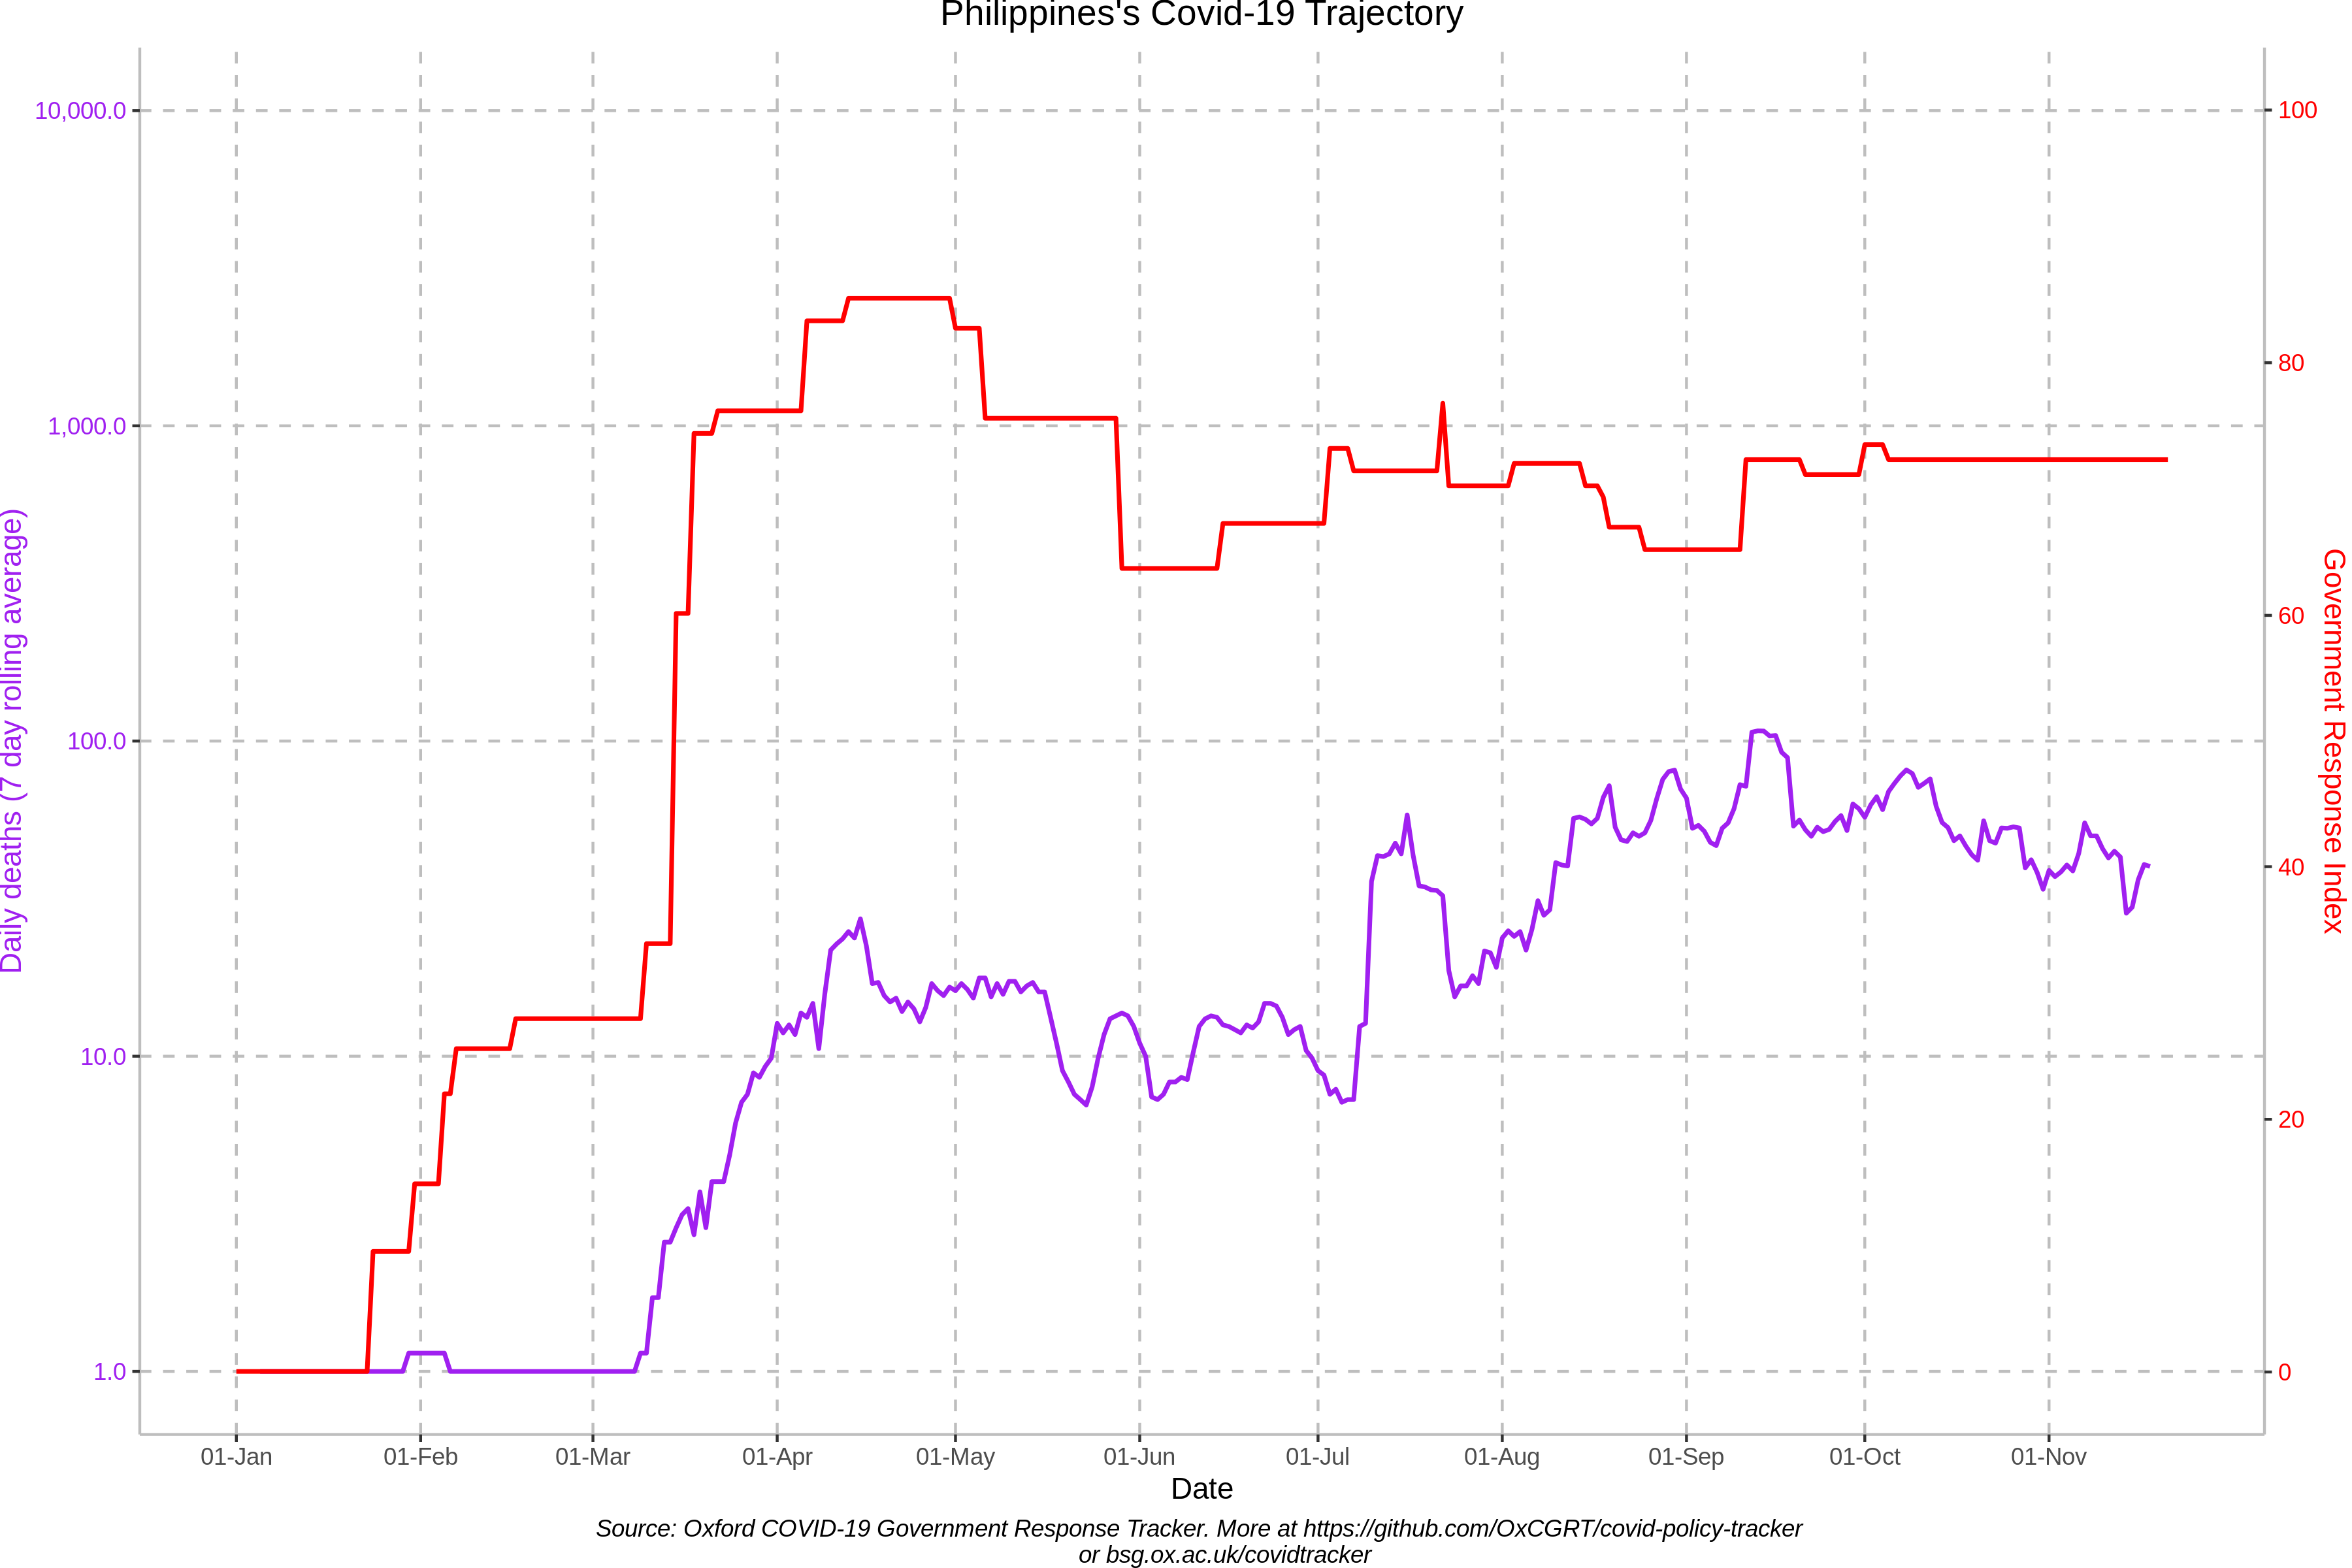 Philippines's Covid-19 Trajectory
10,000.0
1,000.0
100.0
10.0
1.0
Daily deaths (7 day rolling average)
100
80
60
40
20
0
Government Response Index
01-Jan 01-Feb 01-Mar 01-Apr 01-May 01-Jun 01-Jul 01-Aug 01-Sep 01-Oct 01-Nov
Date
Source: Oxford COVID-19 Government Response Tracker. More at https://github.com/OxCGRT/covid-policy-tracker
or bsg.ox.ac.uk/covidtracker